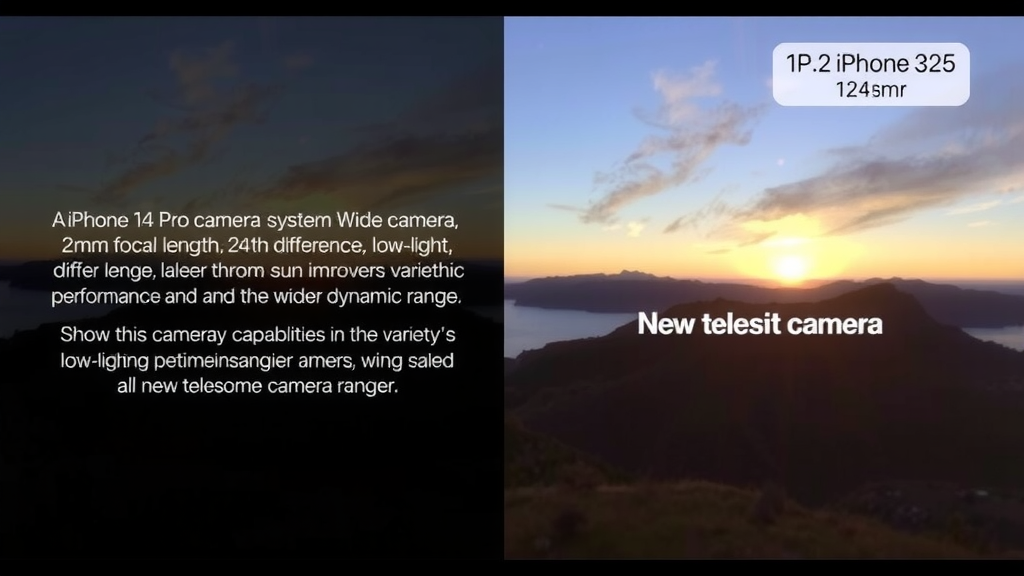 AiPhone 14 Pro camera system Wide camera,
2mm focal length, 24th difference, low-light,
differ lenge, laleer throm sun imrovers variethic
performance and and the wider dynamic range.
Show this cameray capablities in the variety's
low-lighing petimeinsangier amers, wing saled
all new telesome camera ranger.
1P.2 iPhone 325
124smr
New telesit camera